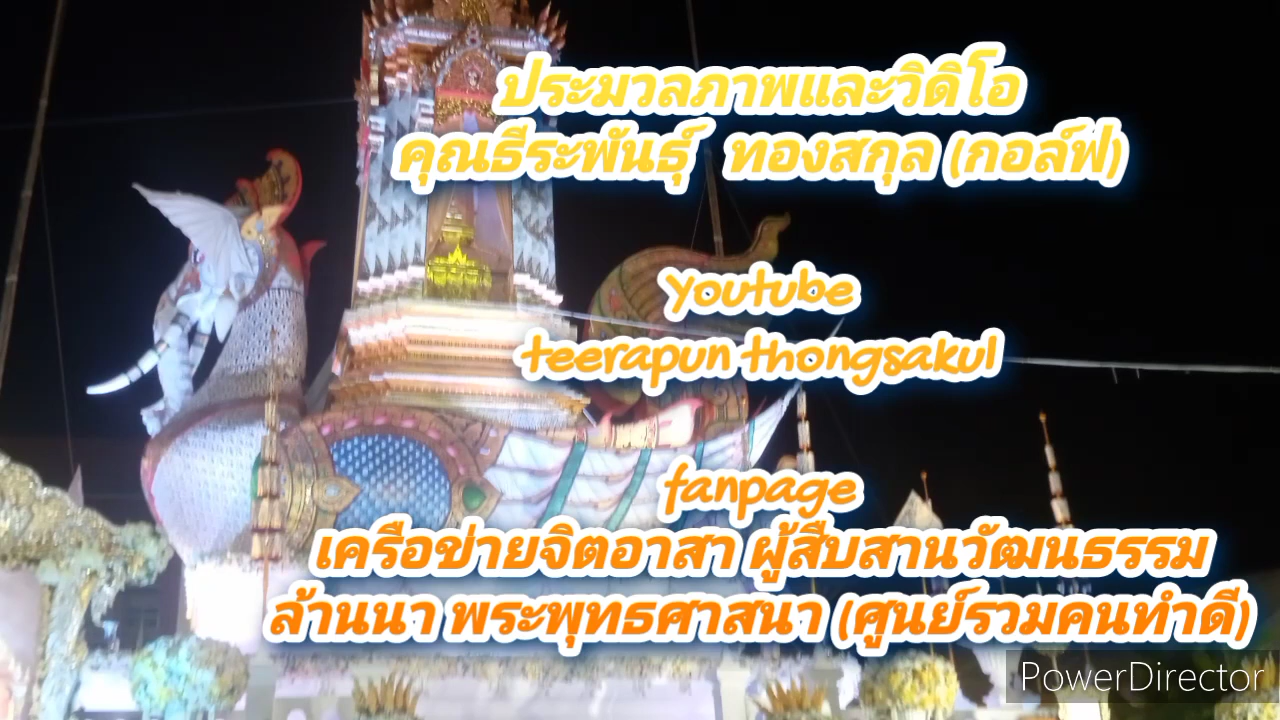 ประมวลภาพและวิดิโอ
คุณธีระพันธุ์ ทองสกุล (กอล์ฟ)
youtube
teerapun thongsakul
fanpage
เครือข่ายจิตอาสา ผู้สืบสานวัฒนธรรม
ล้านนา พระพุทธศาสนา (ศูนย์รวมคนทำดี)
PowerDirector